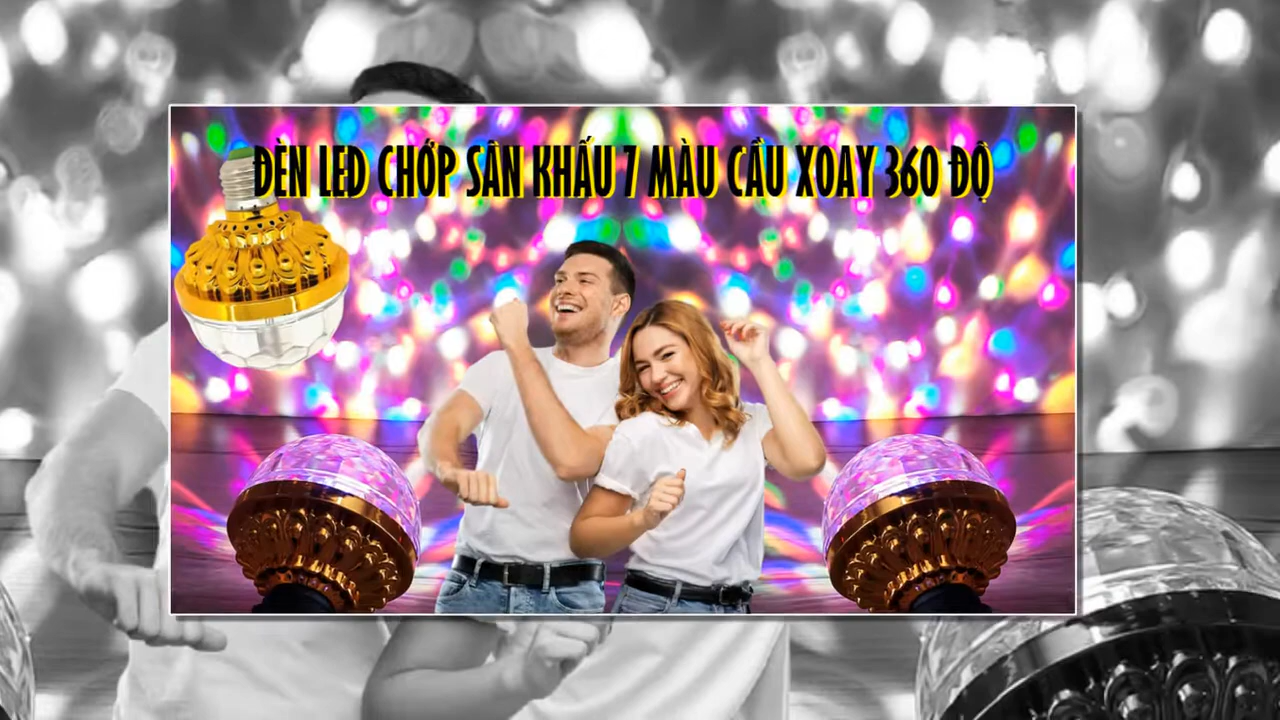 ĐÈN LED CHỚP SÂN KHẤU 7 MÀU CẦU XOAY 360 ĐỘ